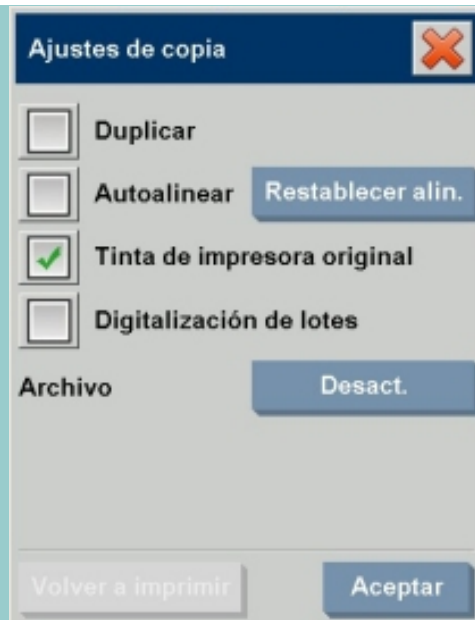 Ajustes de copia
Duplicar
Autoalinear Restablecer alin.
Tinta de impresora original
Digitalización de lotes
Archivo Desact.
Volver a imprimir Aceptar